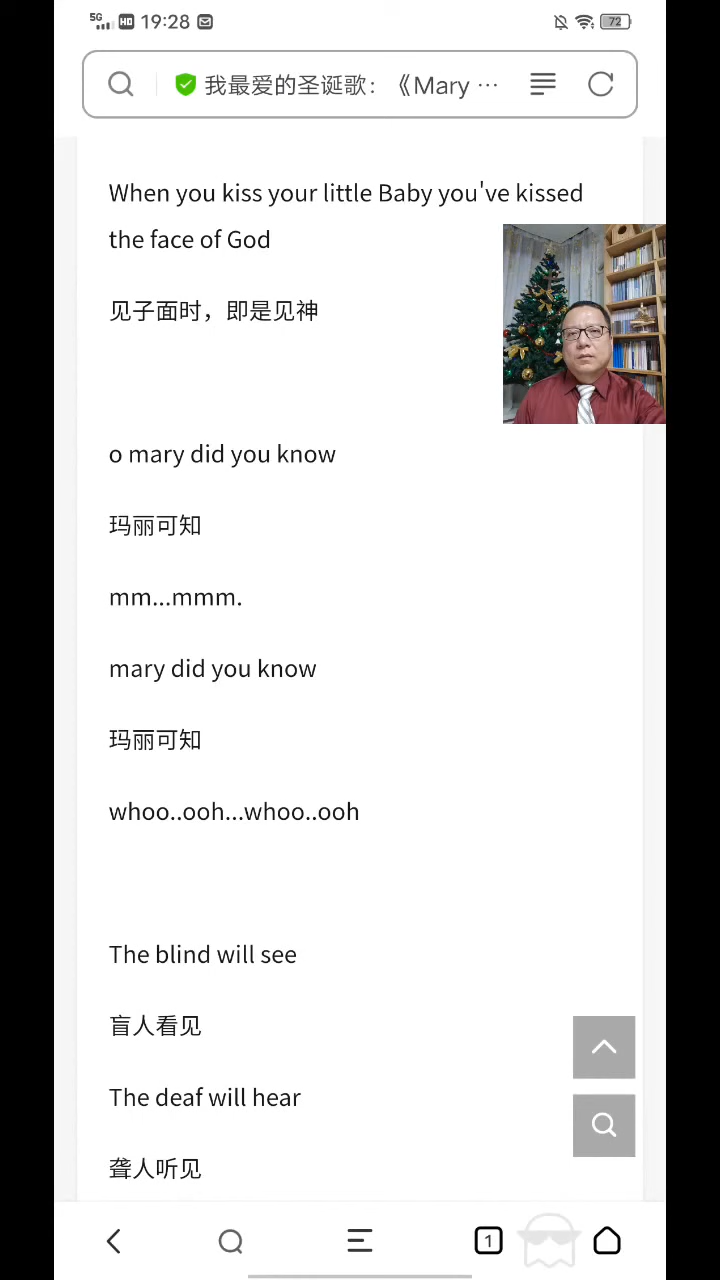 5G HD 19:28 72
我最爱的圣诞歌：《Mary ...
When you kiss your little Baby you've kissed
the face of God
见子面时，即是见神
o mary did you know
玛丽可知
mm...mmm.
mary did you know
玛丽可知
whoo..ooh...whoo..ooh
The blind will see
盲人看见
The deaf will hear
聋人听见
1